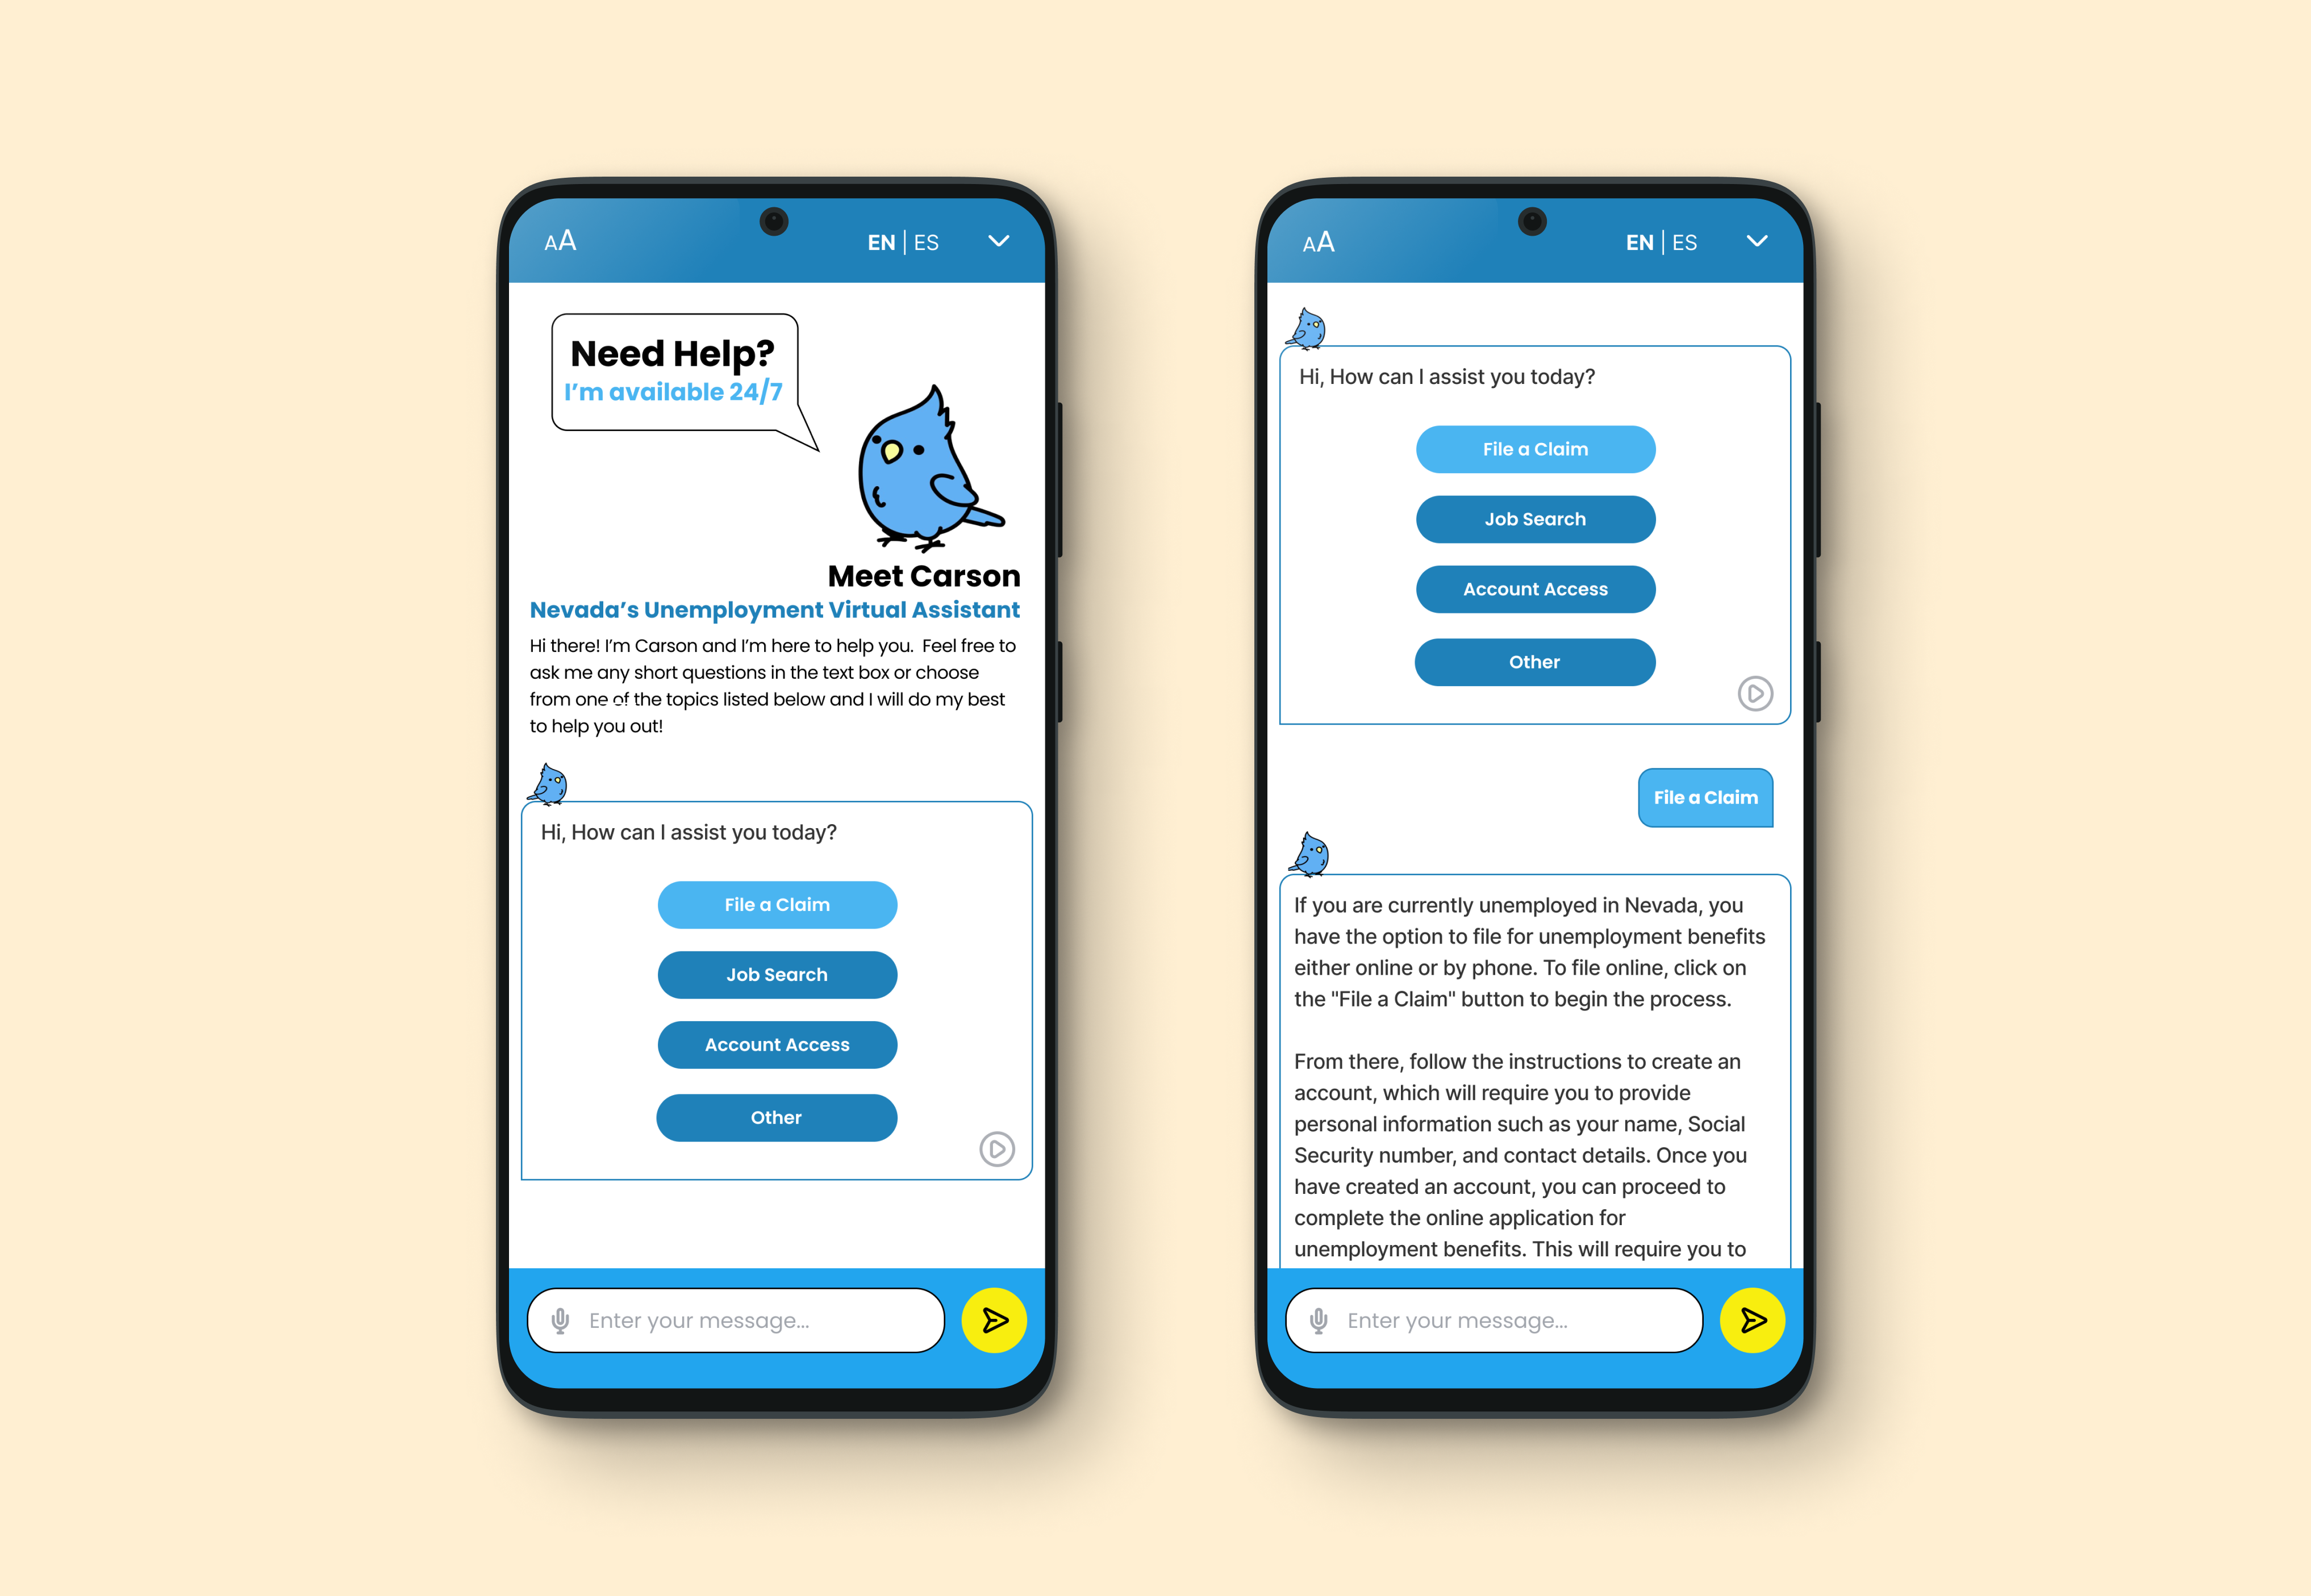 AA
EN | ES
Need Help?
I'm available 24/7
Meet Carson
Nevada's Unemployment Virtual Assistant
Hi there! I'm Carson and I'm here to help you.  Feel free to
ask me any short questions in the text box or choose
from one of the topics listed below and I will do my best
to help you out!
Hi, How can I assist you today?
File a Claim
Job Search
Account Access
Other
Enter your message...
AA
EN | ES
Hi, How can I assist you today?
File a Claim
Job Search
Account Access
Other
File a Claim
If you are currently unemployed in Nevada, you
have the option to file for unemployment benefits
either online or by phone. To file online, click on
the "File a Claim" button to begin the process.
From there, follow the instructions to create an
account, which will require you to provide
personal information such as your name, Social
Security number, and contact details. Once you
have created an account, you can proceed to
complete the online application for
unemployment benefits. This will require you to
Enter your message...